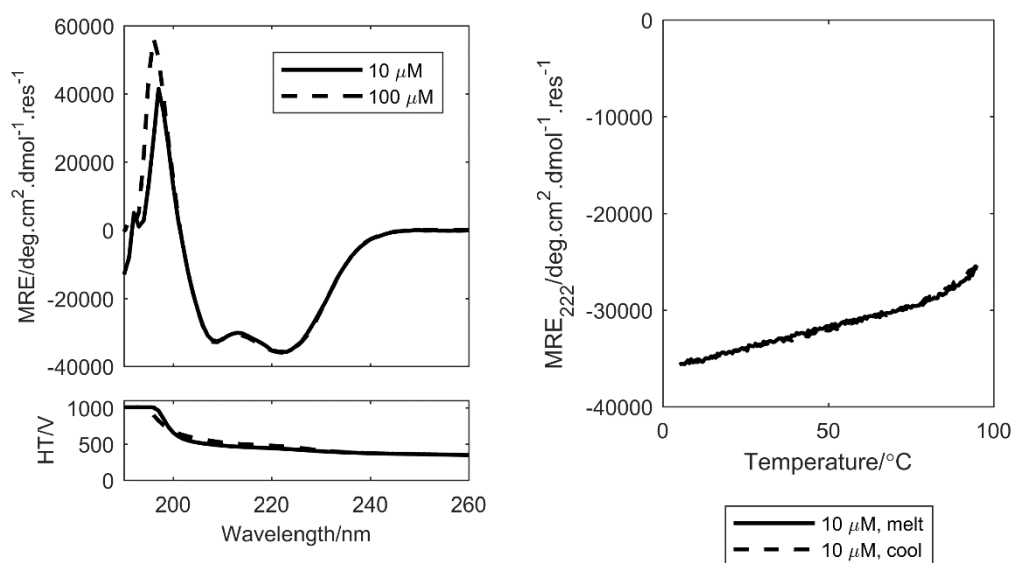 60000
40000
20000
0
-20000
-40000
MRE/deg.cm².dmol⁻¹.res⁻¹
10 μM
100 μM
1000
500
0
HT/V
200
220
240
260
Wavelength/nm
0
-10000
-20000
-30000
-40000
MRE₂₂₂/deg.cm².dmol⁻¹.res⁻¹
0
50
100
Temperature/°C
10 μM, melt
10 μM, cool